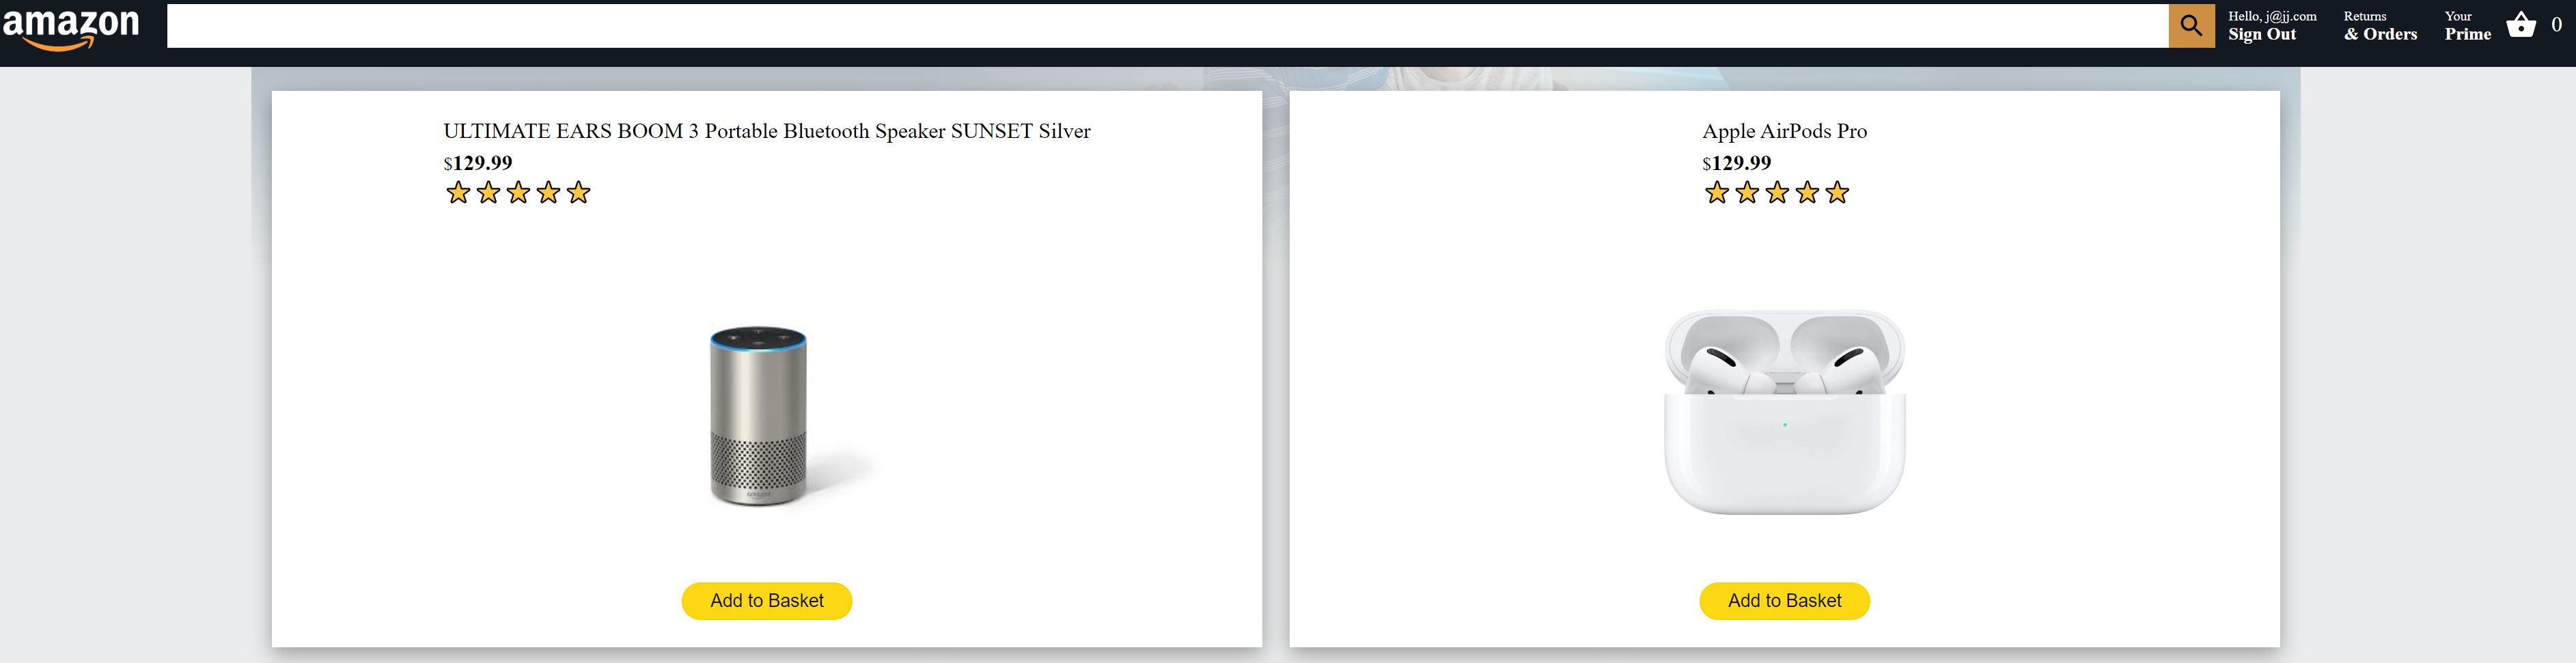 amazon
Hello, j@jj.com
Sign Out
Returns
& Orders
Your
Prime
0
ULTIMATE EARS BOOM 3 Portable Bluetooth Speaker SUNSET Silver
$129.99
Apple AirPods Pro
$129.99
amazon
Add to Basket
Add to Basket